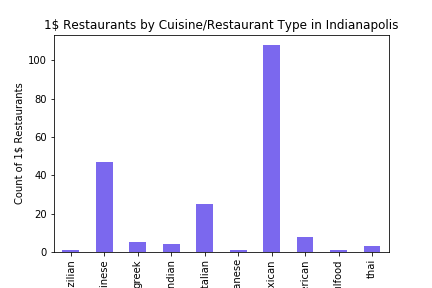 1$ Restaurants by Cuisine/Restaurant Type in Indianapolis
Count of 1$ Restaurants
100
80
60
40
20
0
zilian
inese
greek
ndian
talian
anese
xican
erican
ulfood
thai